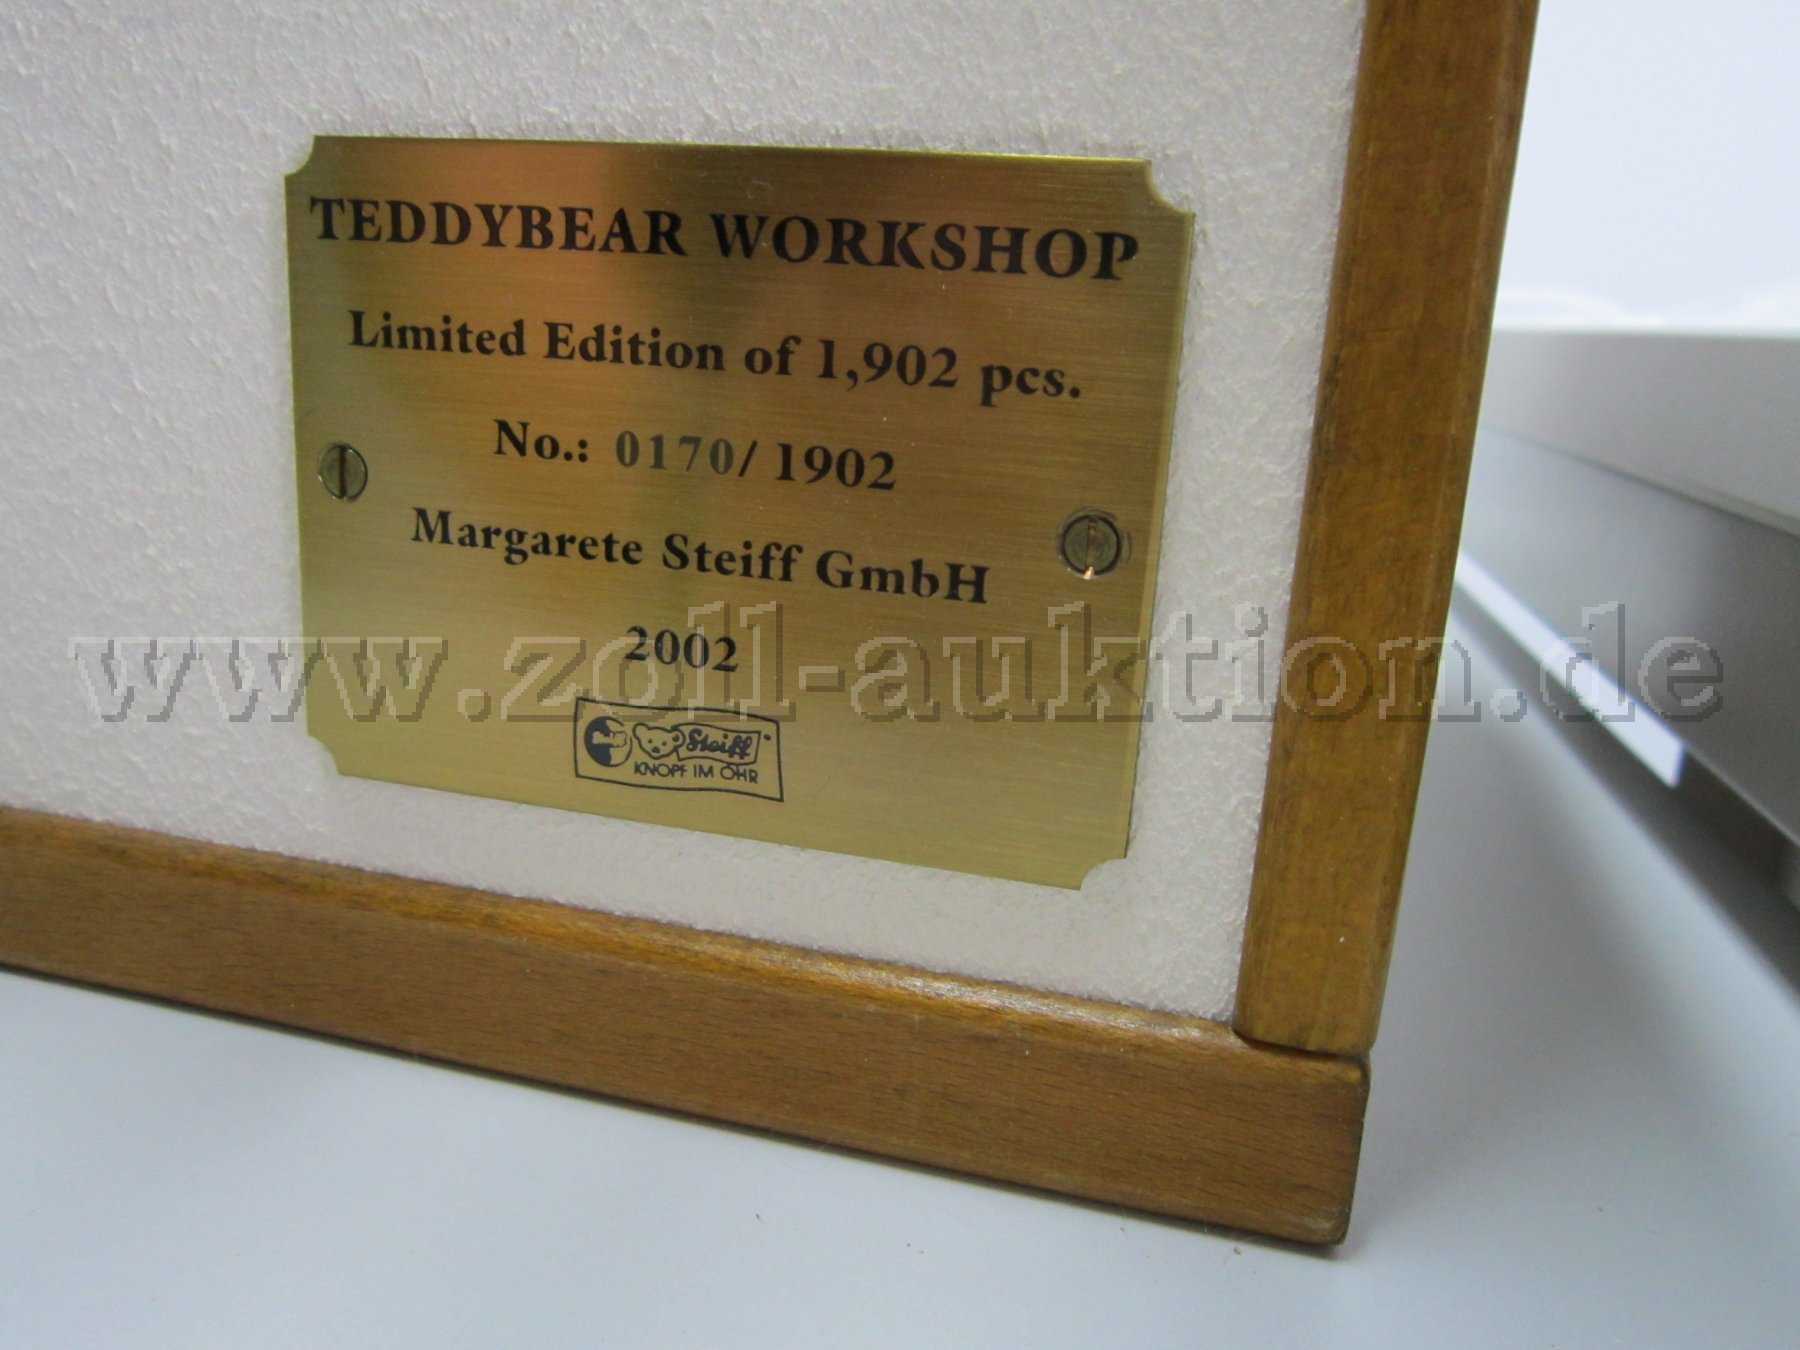 TEDDYBEAR WORKSHOP
Limited Edition of 1,902 pcs.
No.: 0170/ 1902
Margarete Steiff GmbH
2002
www.zoll-auktion.de
Steiff
KNOPF IM OHR